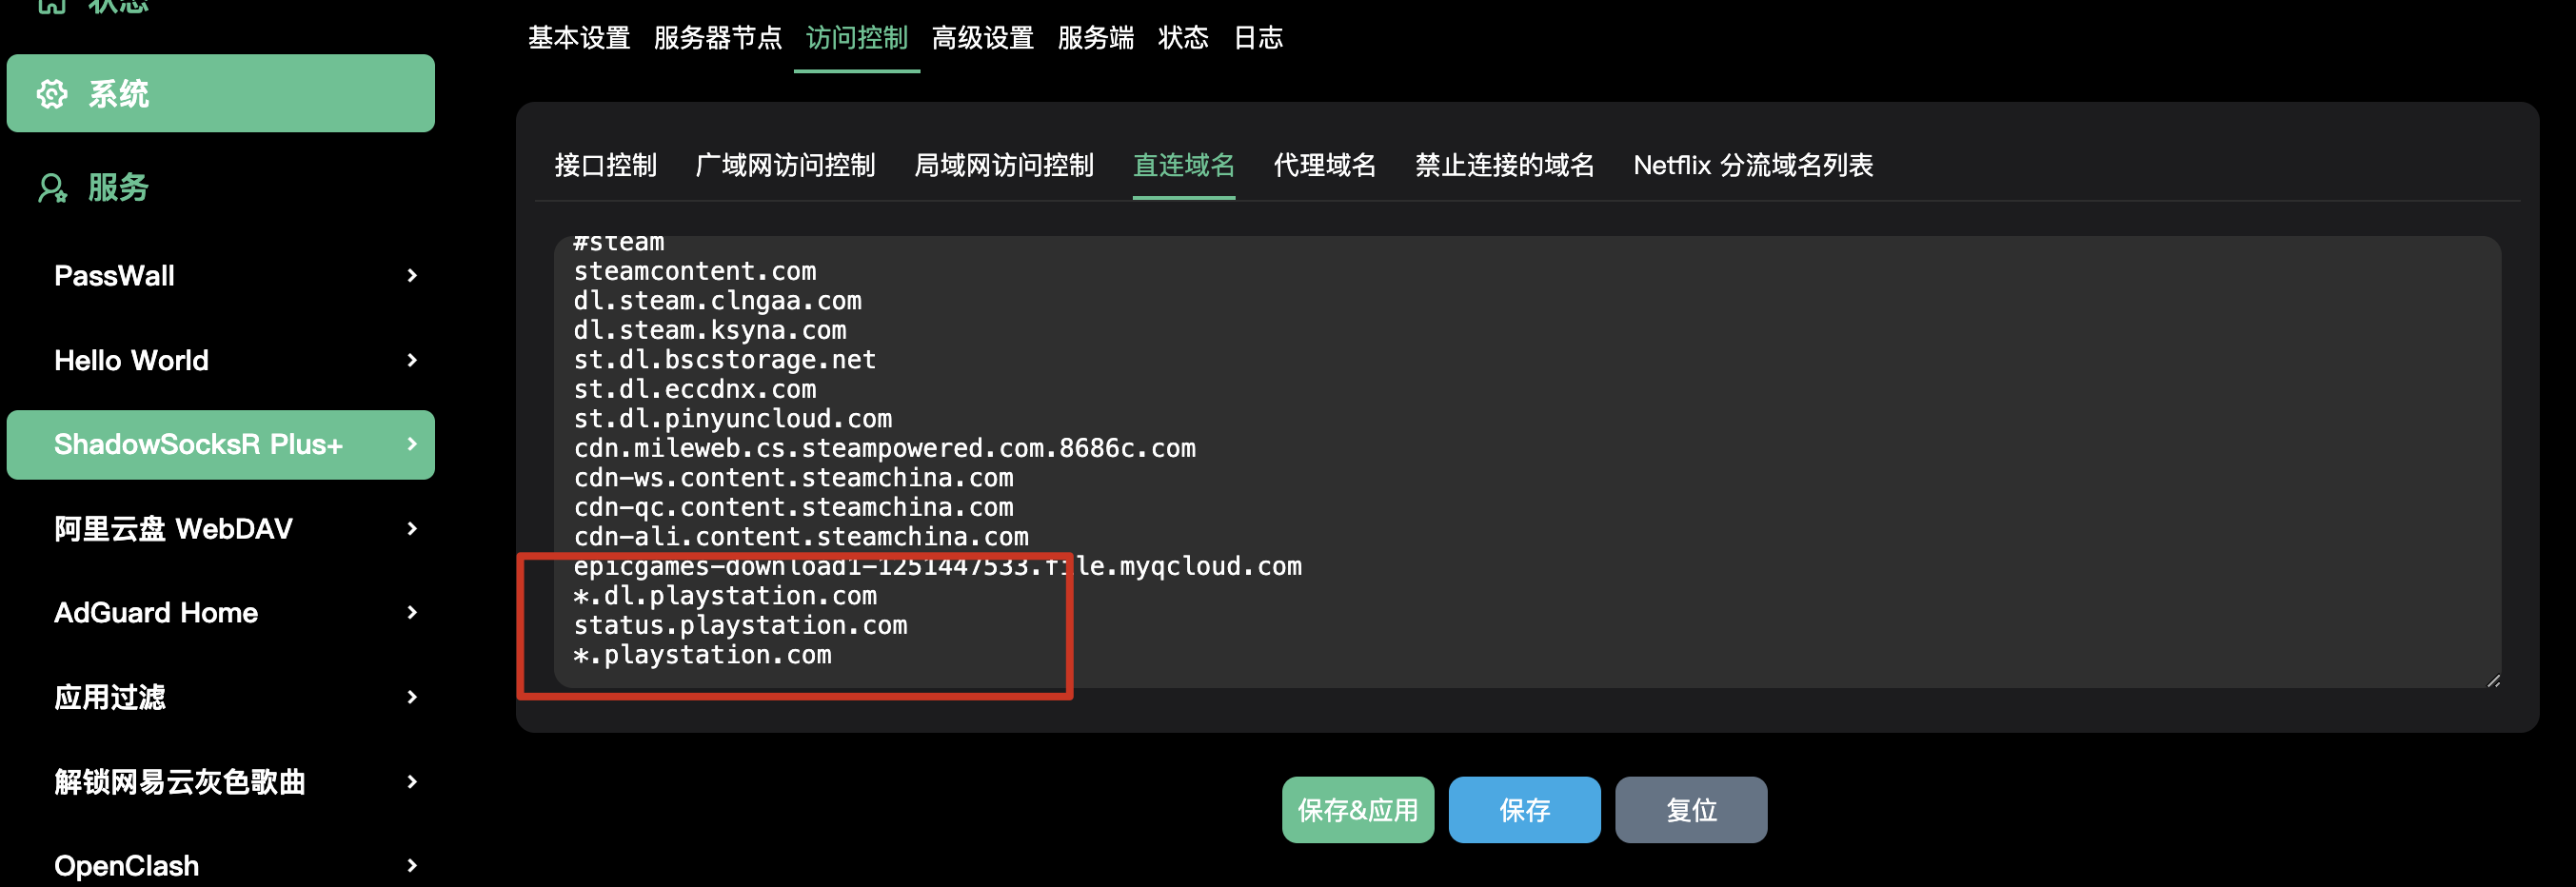 状态
系统
服务
PassWall
Hello World
ShadowSocksR Plus+
阿里云盘 WebDAV
AdGuard Home
应用过滤
解锁网易云灰色歌曲
OpenClash
基本设置 服务器节点 访问控制 高级设置 服务端 状态 日志
接口控制 广域网访问控制 局域网访问控制 直连域名 代理域名 禁止连接的域名 Netflix 分流域名列表
#steam
steamcontent.com
dl.steam.clngaa.com
dl.steam.ksyna.com
st.dl.bscstorage.net
st.dl.eccdnx.com
st.dl.pinyuncloud.com
cdn.mileweb.cs.steampowered.com.8686c.com
cdn-ws.content.steamchina.com
cdn-qc.content.steamchina.com
cdn-ali.content.steamchina.com
epicgames-download1-1251447533.file.myqcloud.com
*.dl.playstation.com
status.playstation.com
*.playstation.com
保存&应用 保存 复位